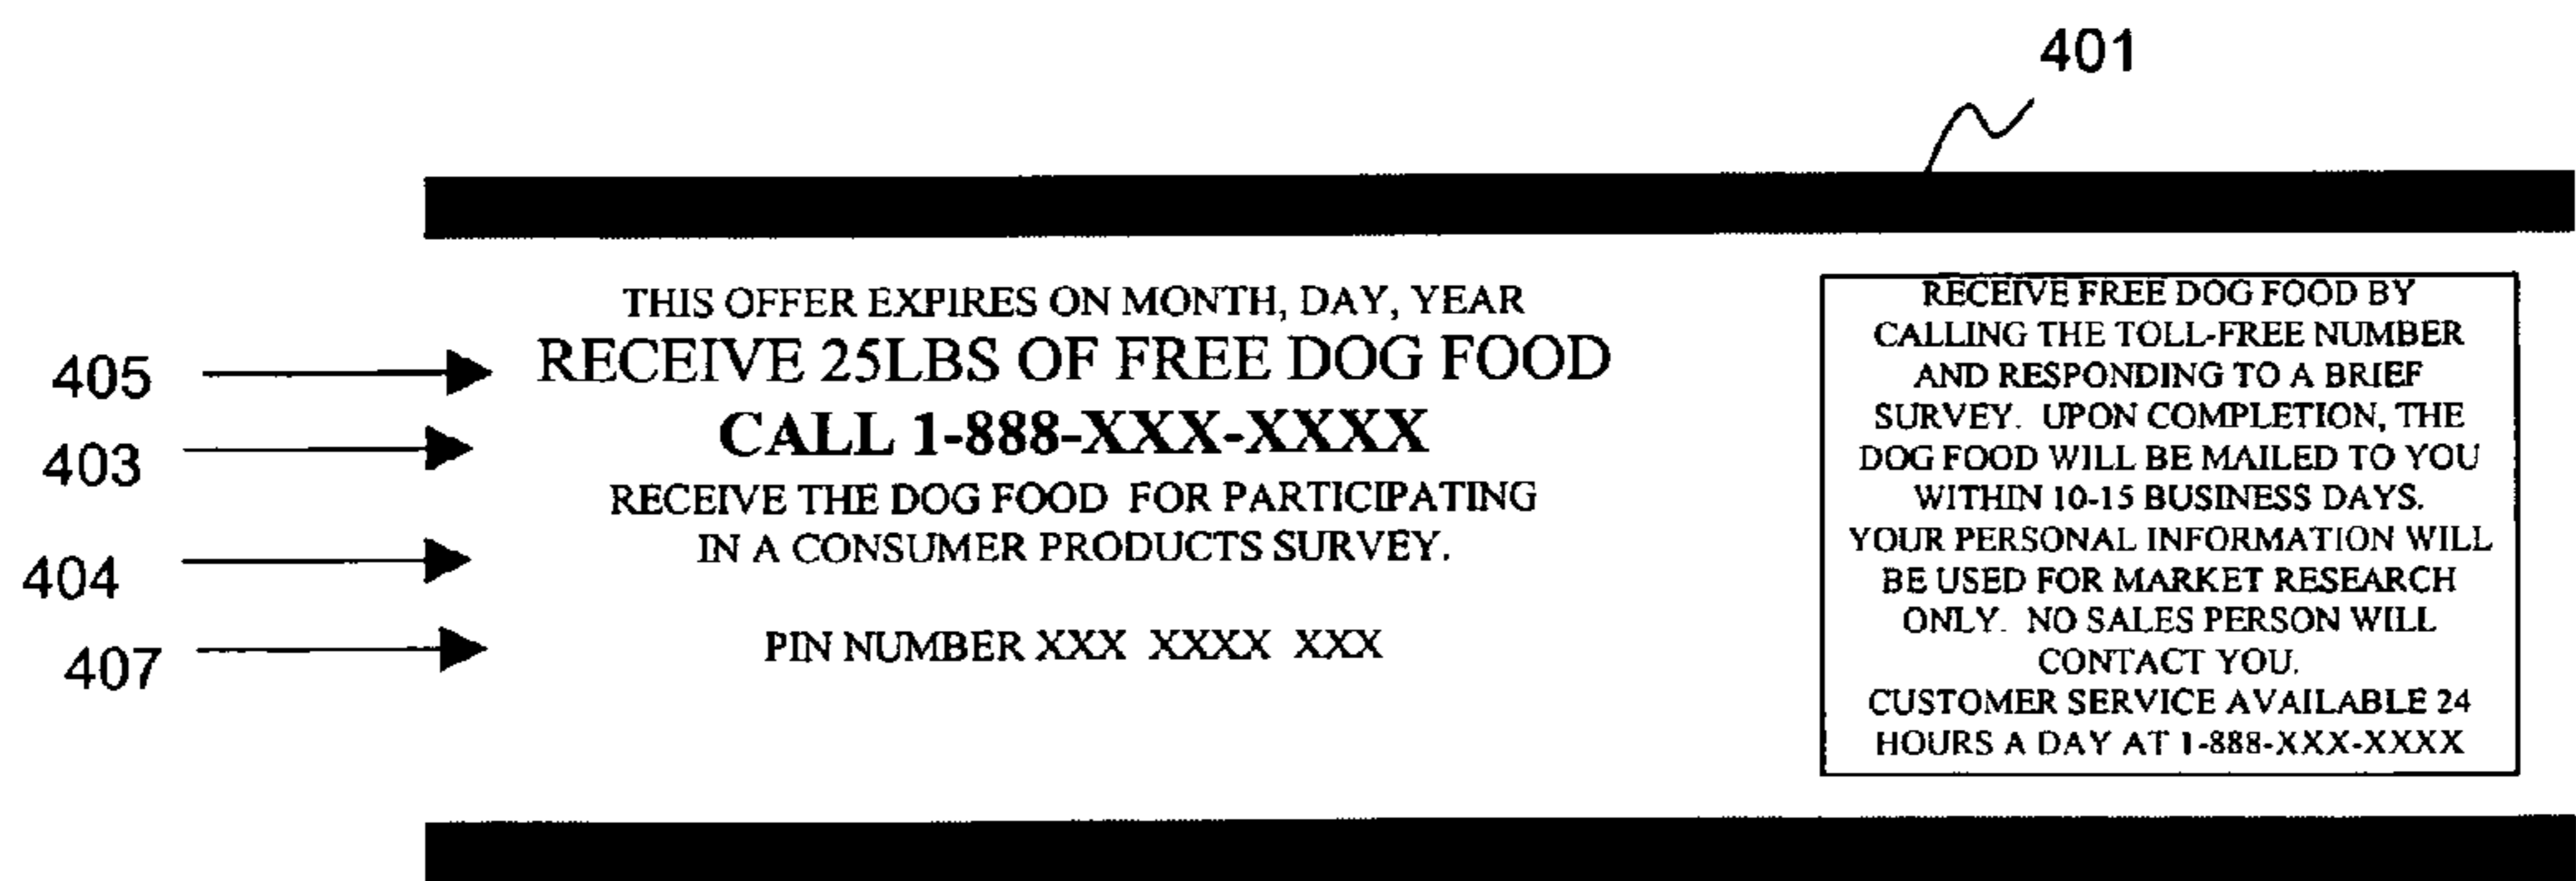 401
THIS OFFER EXPIRES ON MONTH, DAY, YEAR
405 RECEIVE 25LBS OF FREE DOG FOOD
403 CALL 1-888-XXX-XXXX
RECEIVE THE DOG FOOD FOR PARTICIPATING
404 IN A CONSUMER PRODUCTS SURVEY.
407 PIN NUMBER XXX XXXX XXX
RECEIVE FREE DOG FOOD BY
CALLING THE TOLL-FREE NUMBER
AND RESPONDING TO A BRIEF
SURVEY. UPON COMPLETION, THE
DOG FOOD WILL BE MAILED TO YOU
WITHIN 10-15 BUSINESS DAYS.
YOUR PERSONAL INFORMATION WILL
BE USED FOR MARKET RESEARCH
ONLY. NO SALES PERSON WILL
CONTACT YOU.
CUSTOMER SERVICE AVAILABLE 24
HOURS A DAY AT 1-888-XXX-XXXX